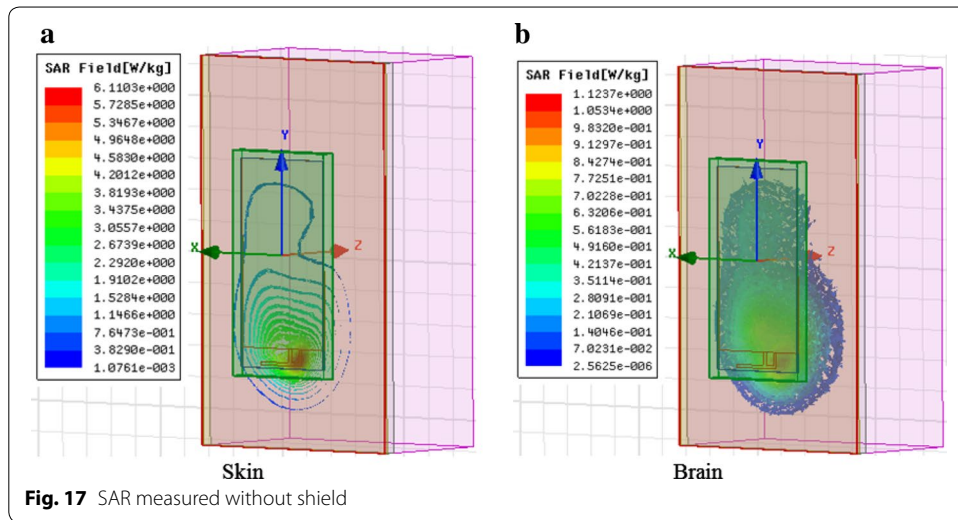 a
SAR Field[W/kg]
6.1103e+000
5.7285e+000
5.3467e+000
4.9648e+000
4.5830e+000
4.2012e+000
3.8193e+000
3.4375e+000
3.0557e+000
2.6739e+000
2.2920e+000
1.9102e+000
1.5284e+000
1.1466e+000
7.6473e-001
3.8290e-001
1.0761e-003
Y
X
Z
Skin
b
SAR Field[W/kg]
1.1237e+000
1.0534e+000
9.8320e-001
9.1297e-001
8.4274e-001
7.7251e-001
7.0228e-001
6.3206e-001
5.6183e-001
4.9160e-001
4.2137e-001
3.5114e-001
2.8091e-001
2.1069e-001
1.4046e-001
7.0231e-002
2.5625e-006
Y
X
Z
Brain
Fig. 17 SAR measured without shield